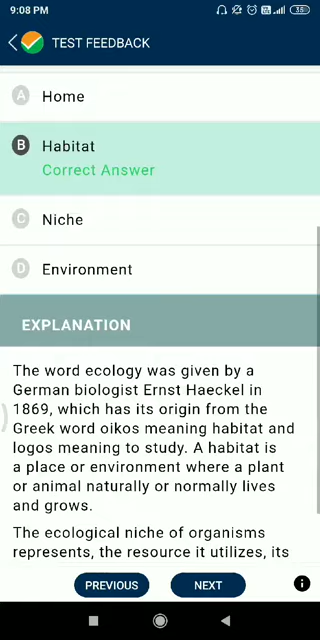 9:08 PM
35
TEST FEEDBACK
A Home
B Habitat
Correct Answer
C Niche
D Environment
EXPLANATION
The word ecology was given by a
German biologist Ernst Haeckel in
1869, which has its origin from the
Greek word oikos meaning habitat and
logos meaning to study. A habitat is
a place or environment where a plant
or animal naturally or normally lives
and grows.
The ecological niche of organisms
represents, the resource it utilizes, its
PREVIOUS NEXT